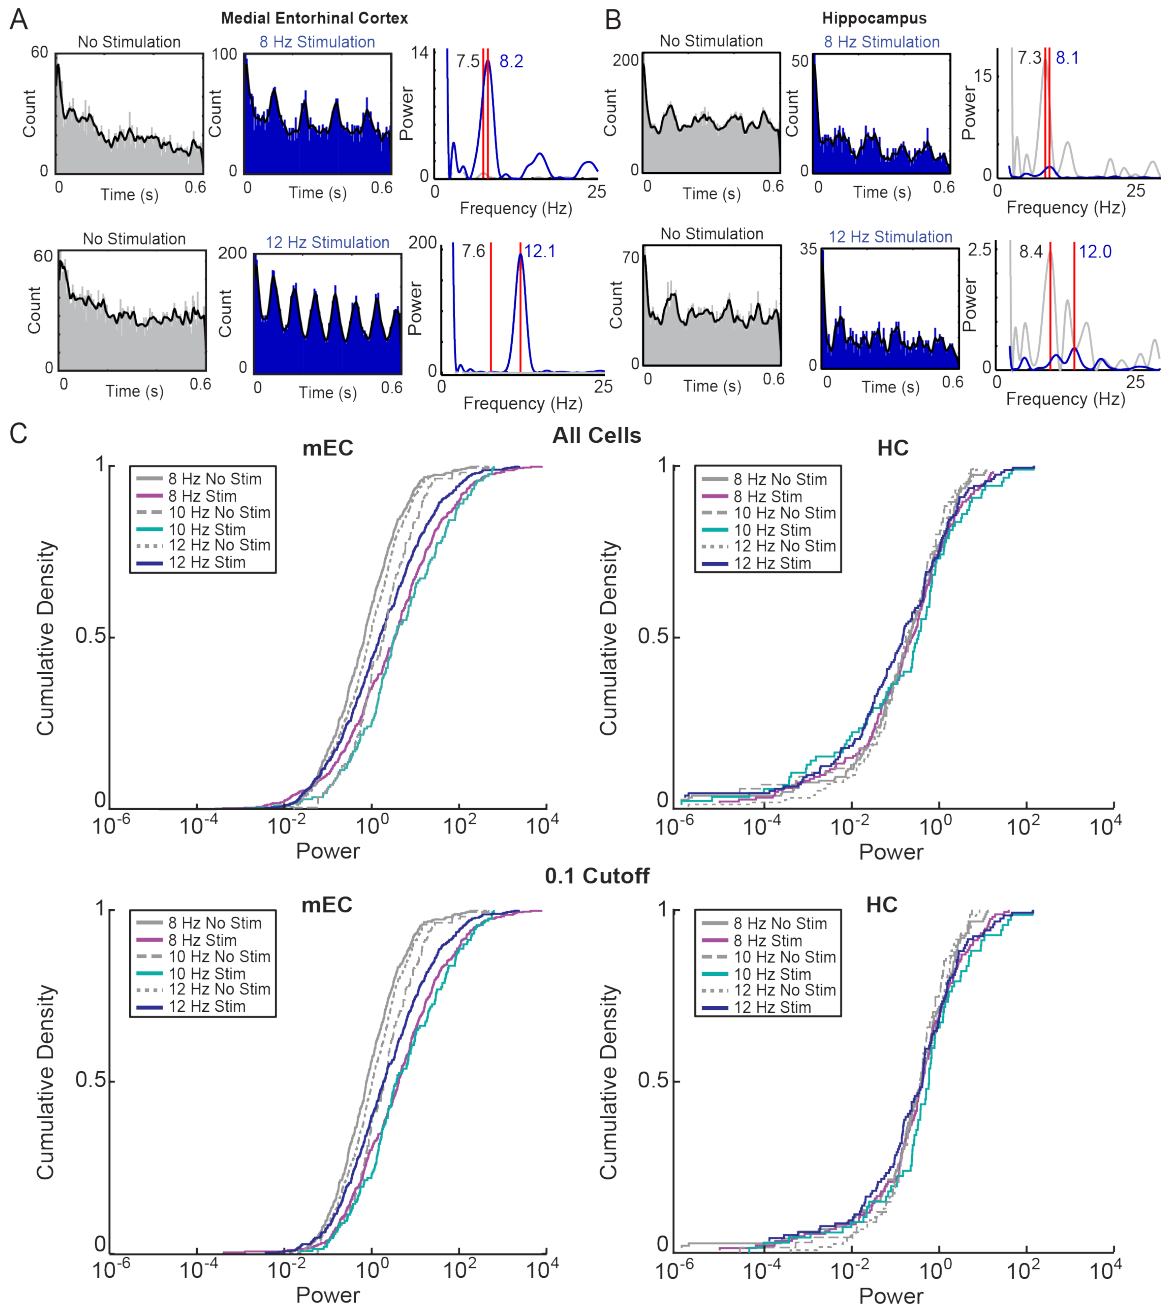 A
Medial Entorhinal Cortex
B
Hippocampus
No Stimulation
8 Hz Stimulation
No Stimulation
8 Hz Stimulation
60
Count
0
0
Time (s)
0.6
100
Count
0
0
Time (s)
0.6
14
Power
0
7.5
8.2
25
Frequency (Hz)
200
Count
0
0
Time (s)
0.6
50
Count
0
0
Time (s)
0.6
15
Power
0
7.3
8.1
25
Frequency (Hz)
No Stimulation
12 Hz Stimulation
No Stimulation
12 Hz Stimulation
60
Count
0
0
Time (s)
0.6
200
Count
0
0
Time (s)
0.6
200
Power
0
7.6
12.1
25
Frequency (Hz)
70
Count
0
0
Time (s)
0.6
35
Count
0
0
Time (s)
0.6
2.5
Power
0
8.4
12.0
0
25
Frequency (Hz)
C
All Cells
mEC
HC
1
0.5
0
Cumulative Density
8 Hz No Stim
8 Hz Stim
10 Hz No Stim
10 Hz Stim
12 Hz No Stim
12 Hz Stim
10-6 10-4 10-2 100 102 104
Power
1
0.5
0
Cumulative Density
8 Hz No Stim
8 Hz Stim
10 Hz No Stim
10 Hz Stim
12 Hz No Stim
12 Hz Stim
10-6 10-4 10-2 100 102 104
Power
0.1 Cutoff
mEC
HC
1
0.5
0
Cumulative Density
8 Hz No Stim
8 Hz Stim
10 Hz No Stim
10 Hz Stim
12 Hz No Stim
12 Hz Stim
10-6 10-4 10-2 100 102 104
Power
1
0.5
0
Cumulative Density
8 Hz No Stim
8 Hz Stim
10 Hz No Stim
10 Hz Stim
12 Hz No Stim
12 Hz Stim
10-6 10-4 10-2 100 102 104
Power